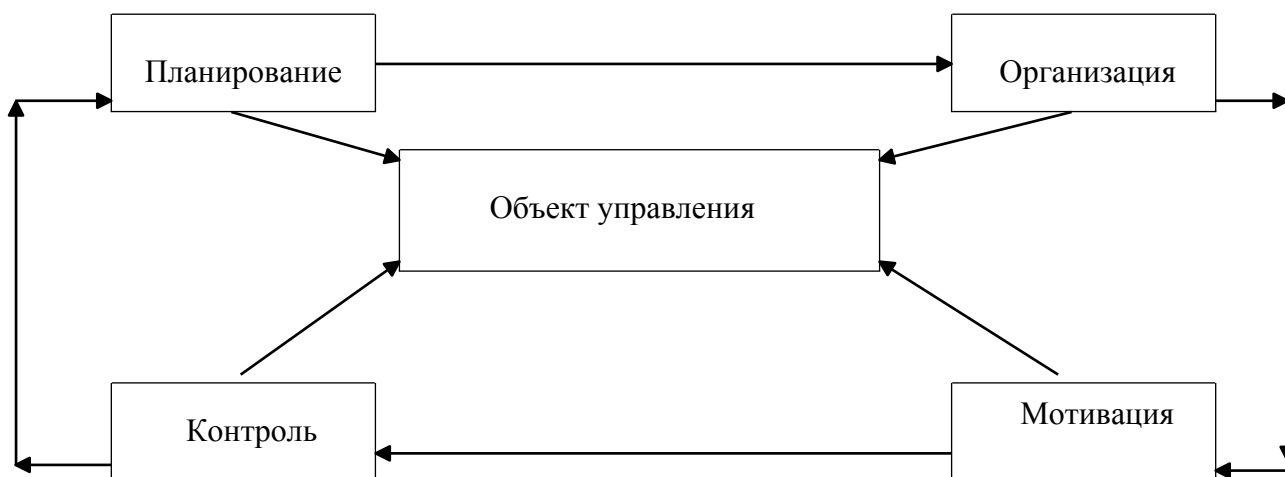 Планирование
Организация
Объект управления
Контроль
Мотивация